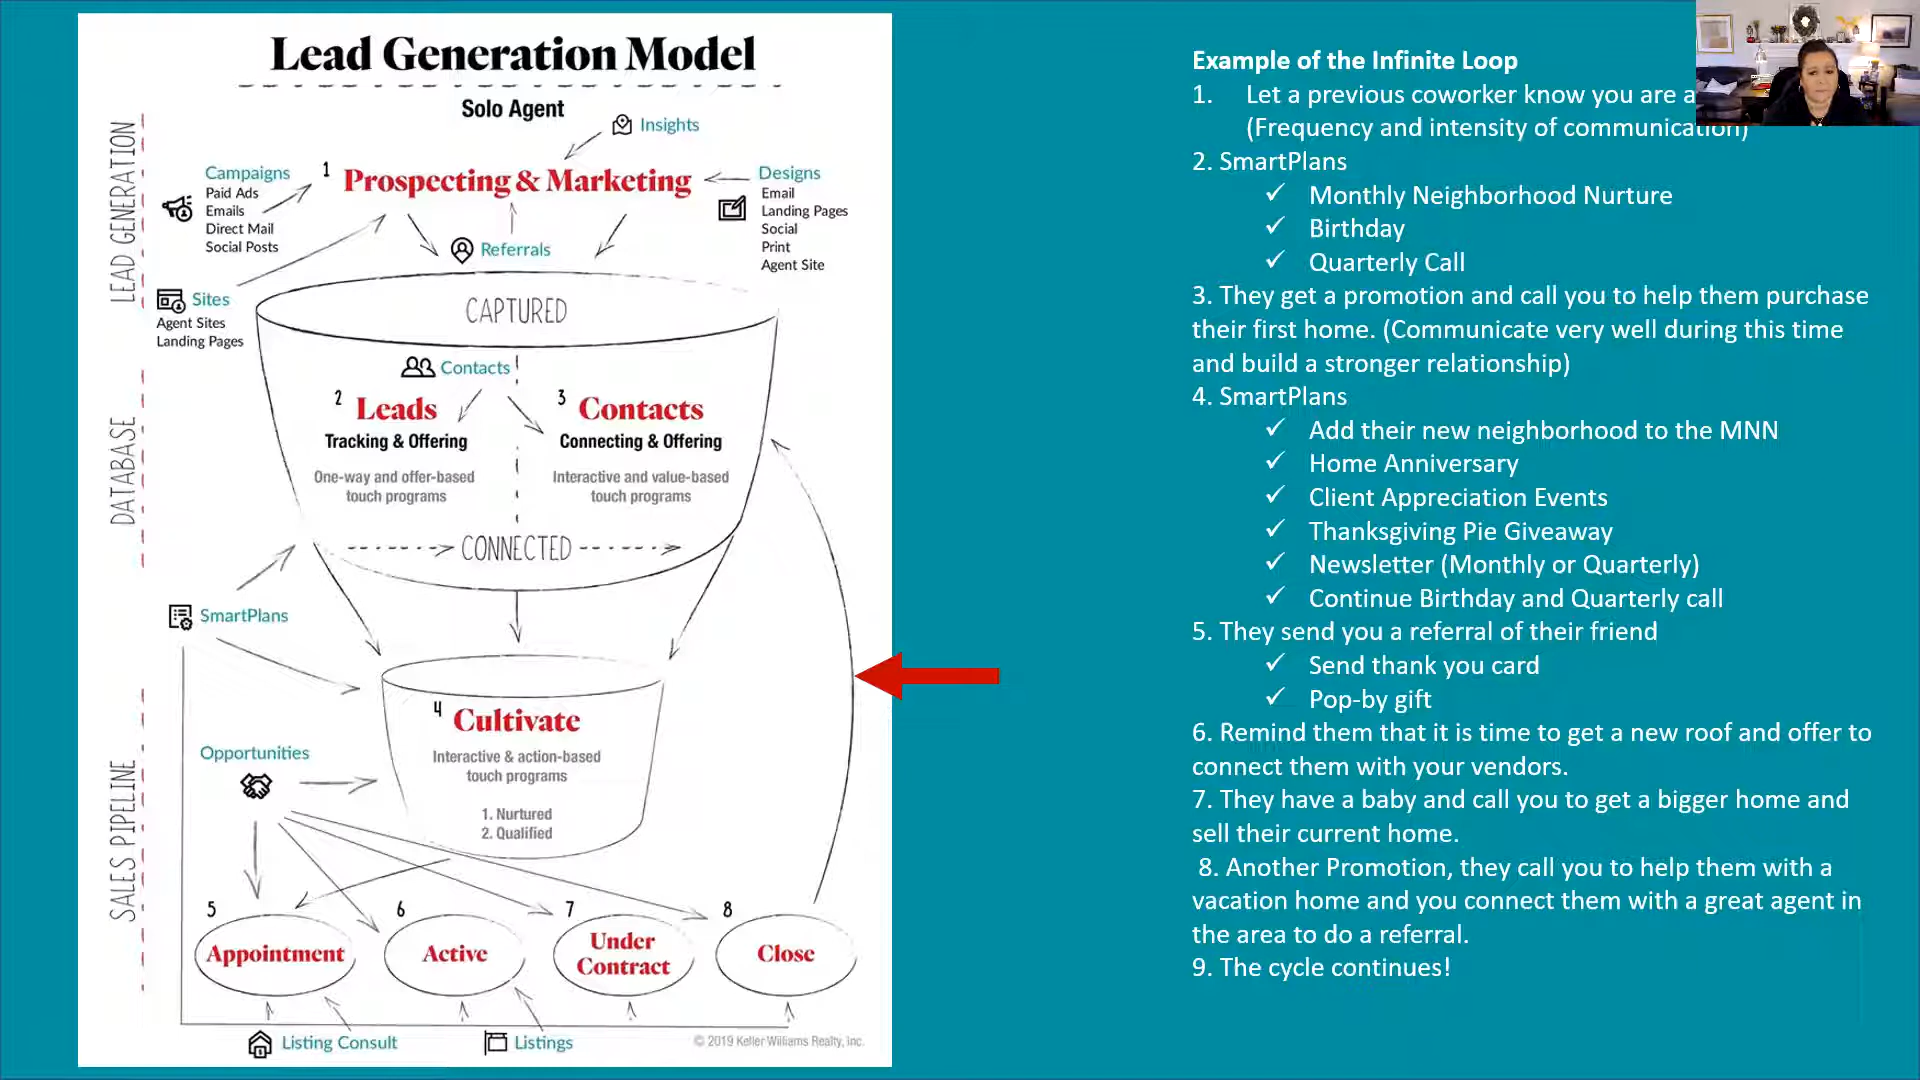 Lead Generation Model
Solo Agent
LEAD GENERATION
DATABASE
SALES PIPELINE
Insights
Campaigns
Paid Ads
Emails
Direct Mail
Social Posts
1 Prospecting & Marketing
Designs
Email
Landing Pages
Social
Print
Agent Site
Referrals
Sites
Agent Sites
Landing Pages
CAPTURED
Contacts
2 Leads
Tracking & Offering
One-way and offer-based
touch programs
3 Contacts
Connecting & Offering
Interactive and value-based
touch programs
CONNECTED
SmartPlans
4 Cultivate
Interactive & action-based
touch programs
1. Nurtured
2. Qualified
Opportunities
5 Appointment
6 Active
7 Under
Contract
8 Close
Listing Consult
Listings
© 2019 Keller Williams Realty, Inc.
Example of the Infinite Loop
1. Let a previous coworker know you are a
(Frequency and intensity of communication)
2. SmartPlans
✓ Monthly Neighborhood Nurture
✓ Birthday
✓ Quarterly Call
3. They get a promotion and call you to help them purchase
their first home. (Communicate very well during this time
and build a stronger relationship)
4. SmartPlans
✓ Add their new neighborhood to the MNN
✓ Home Anniversary
✓ Client Appreciation Events
✓ Thanksgiving Pie Giveaway
✓ Newsletter (Monthly or Quarterly)
✓ Continue Birthday and Quarterly call
5. They send you a referral of their friend
✓ Send thank you card
✓ Pop-by gift
6. Remind them that it is time to get a new roof and offer to
connect them with your vendors.
7. They have a baby and call you to get a bigger home and
sell their current home.
8. Another Promotion, they call you to help them with a
vacation home and you connect them with a great agent in
the area to do a referral.
9. The cycle continues!